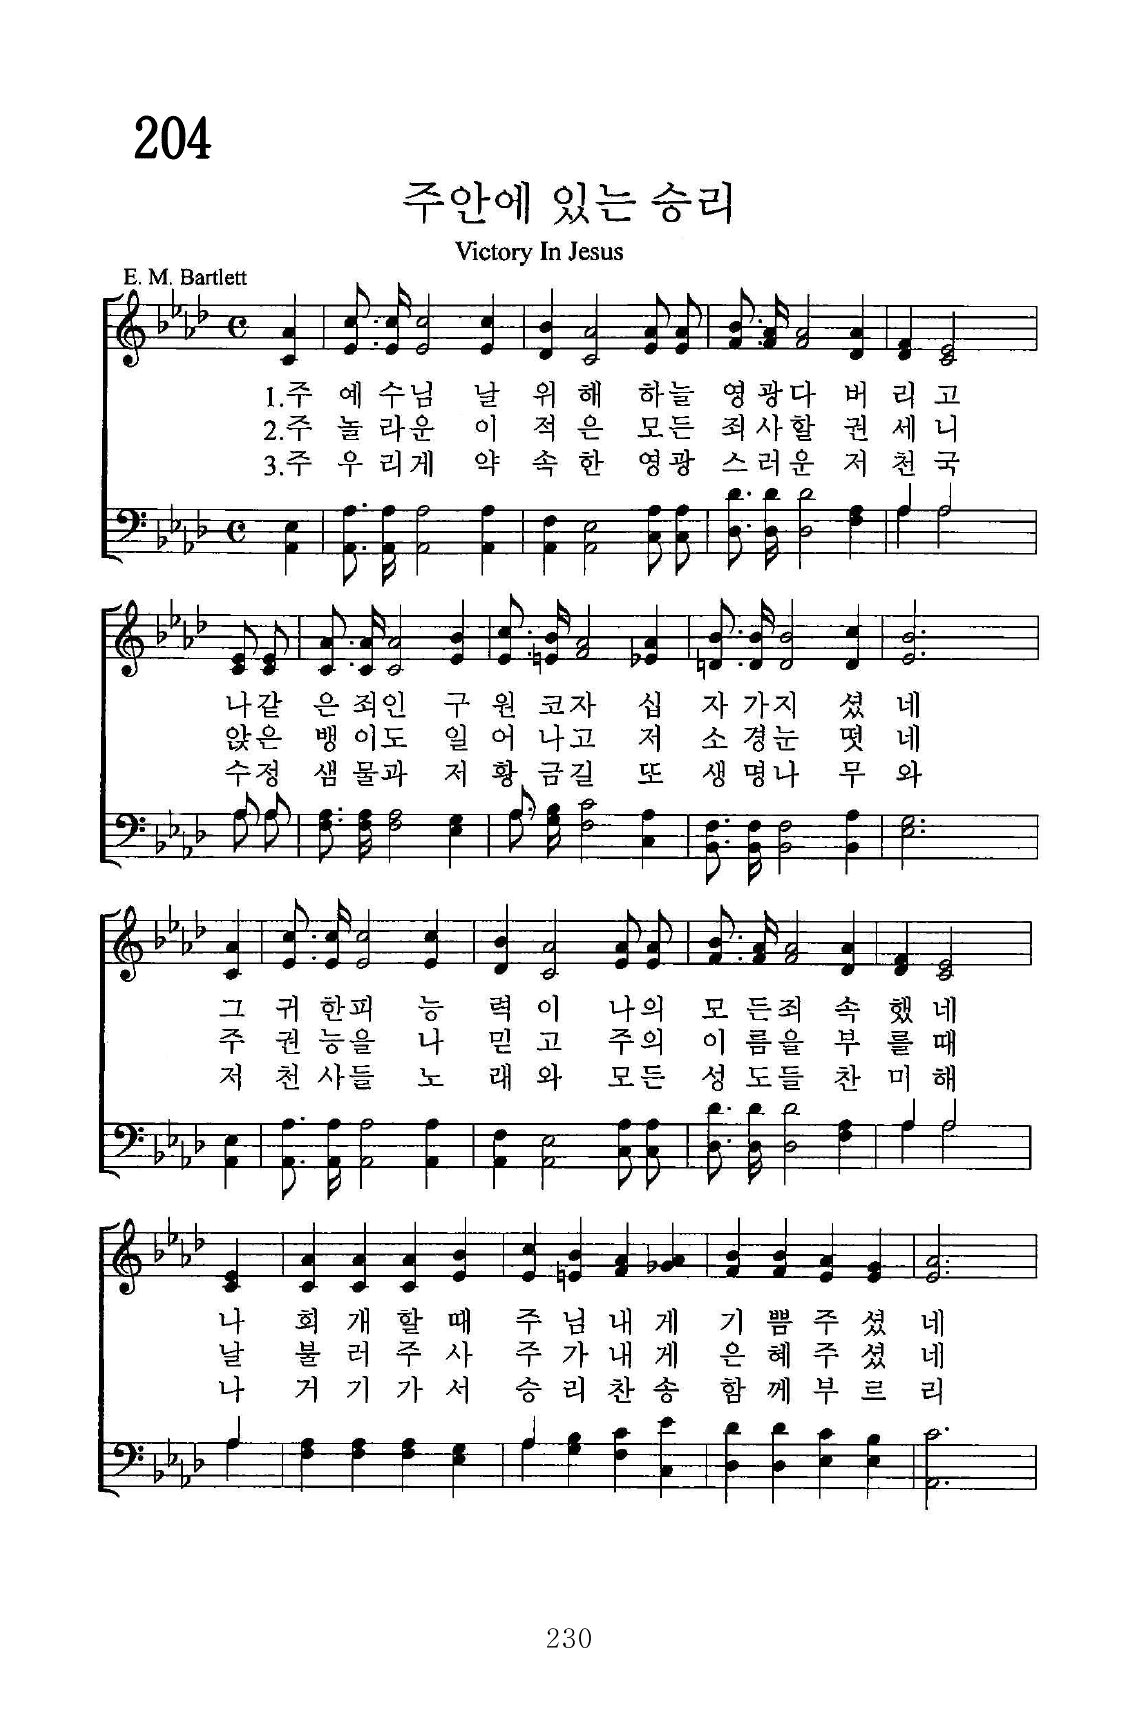 204
주안에 있는 승리
Victory In Jesus
E. M. Bartlett
1.주 예 수님 날 위 해 하늘 영광다 버 리 고
2.주 놀 라운 이 적 은 모든 죄사할 권 세 니
3.주 우 리게 약 속 한 영광 스러운 저 천 국
나같 은 죄인 구 원 코자 십 자 가지 셨 네
앉은 뱅 이도 일 어 나고 저 소 경눈 떳 네
수정 샘 물과 저 황 금길 또 생 명나 무 와
그 귀 한피 능 력 이 나의 모 든죄 속 했 네
주 권 능을 나 믿 고 주의 이 름을 부 를 때
저 천 사들 노 래 와 모든 성 도들 찬 미 해
나 회 개 할 때 주 님 내 게 기 쁨 주 셨 네
날 불 러 주 사 주 가 내 게 은 혜 주 셨 네
나 거 기 가 서 승 리 찬 송 함 께 부 르 리
230